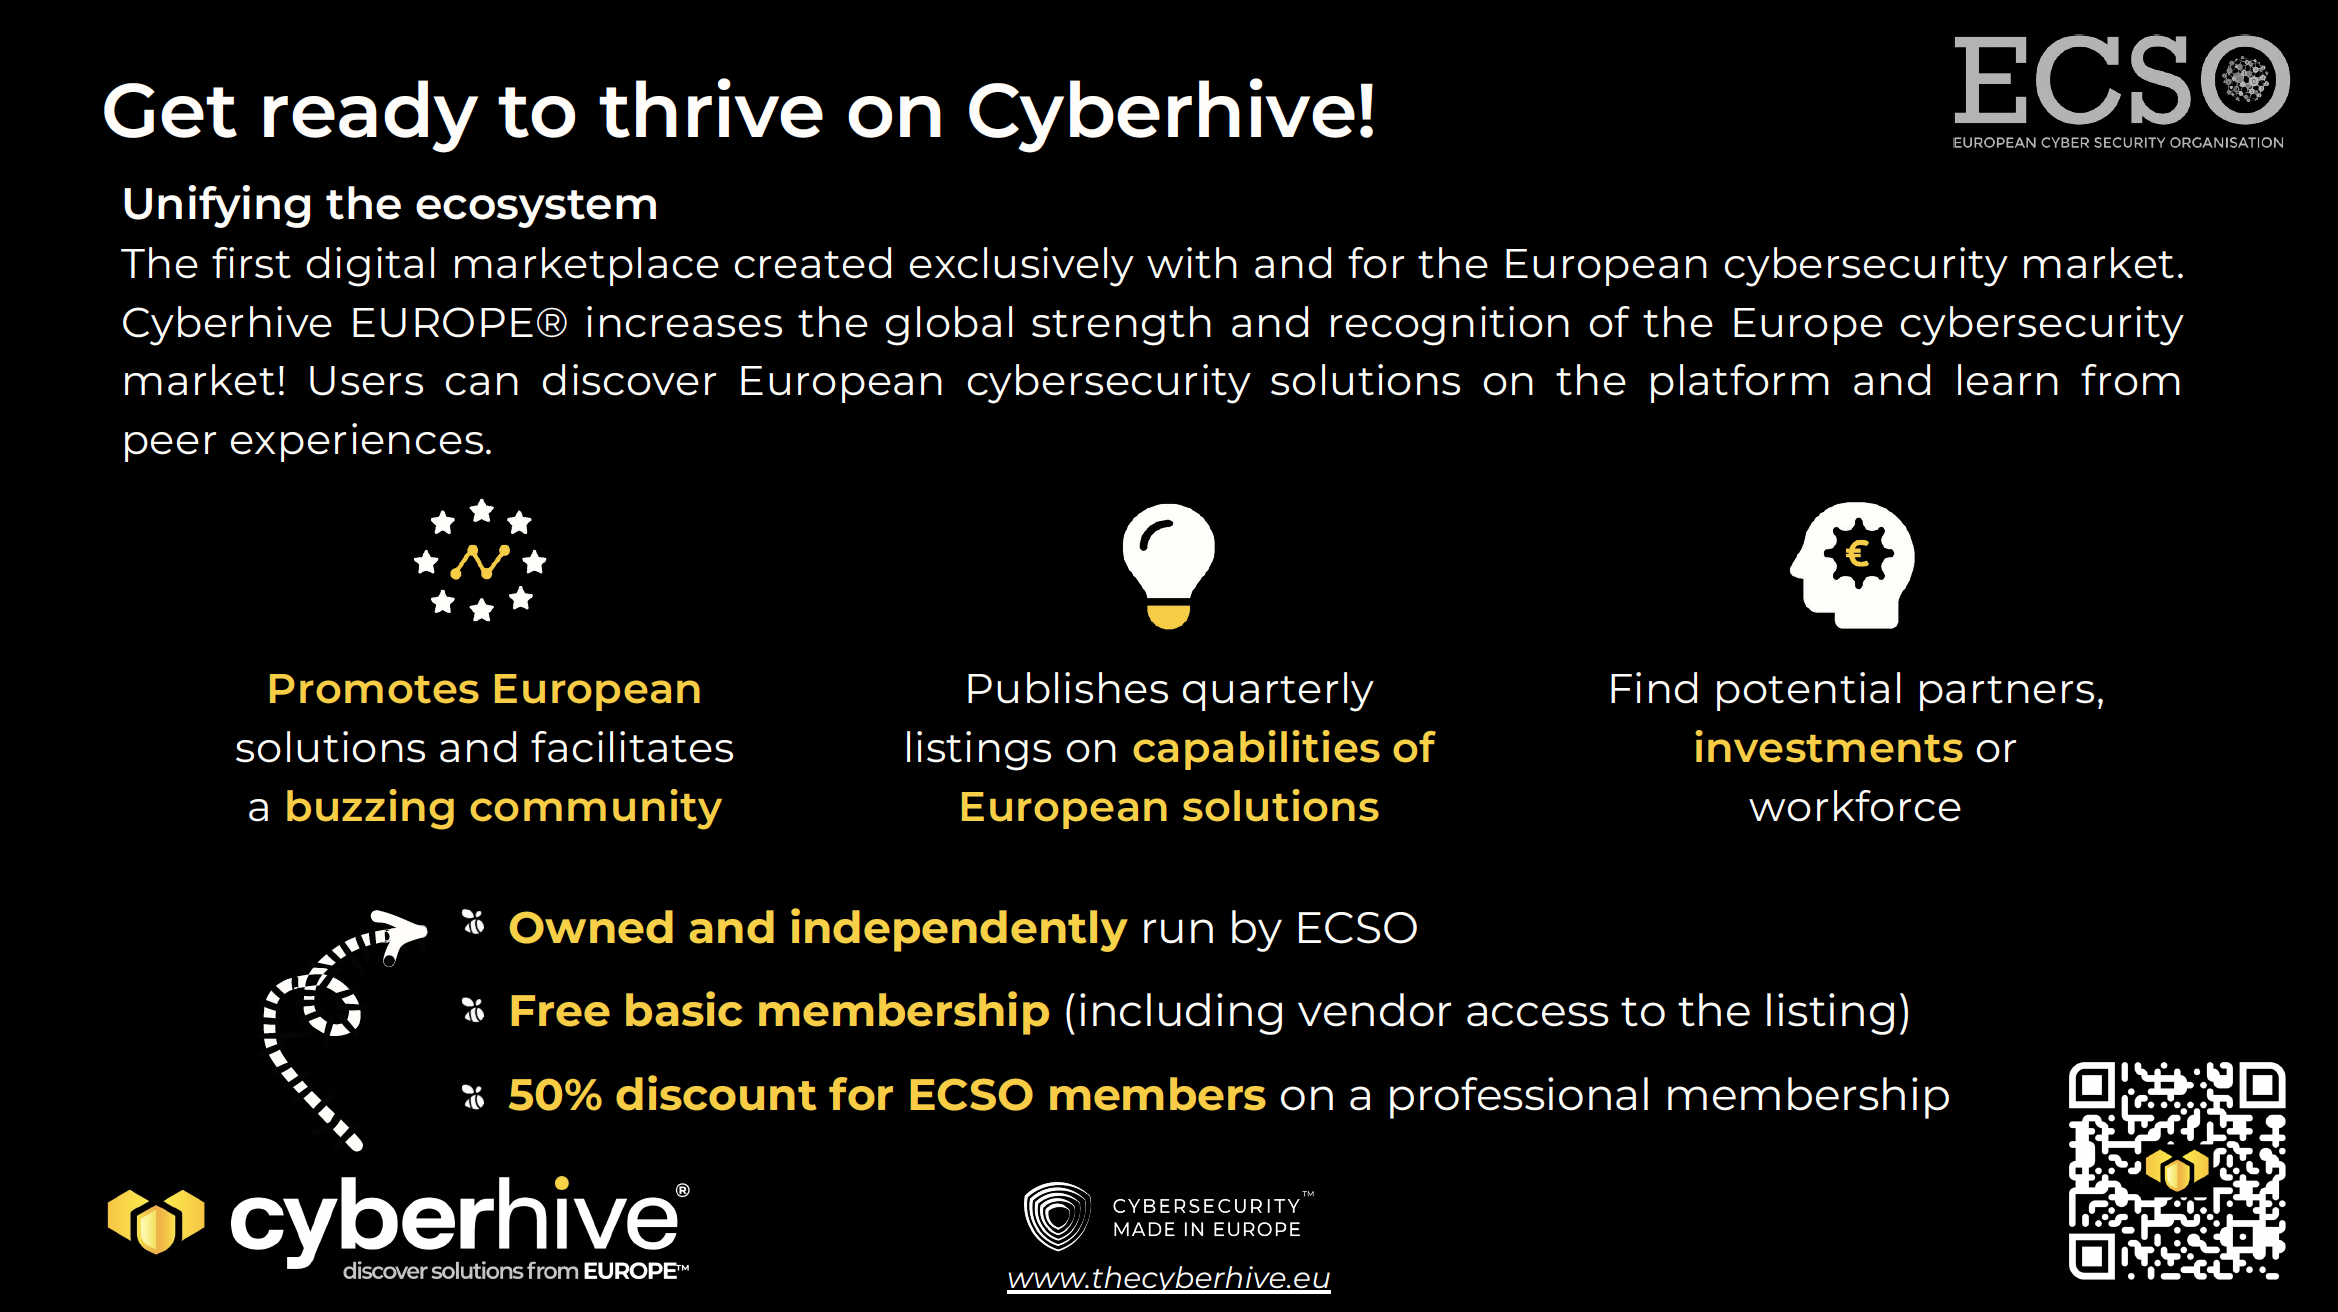 Get ready to thrive on Cyberhive!
ECSO
EUROPEAN CYBER SECURITY ORGANISATION
Unifying the ecosystem
The first digital marketplace created exclusively with and for the European cybersecurity market.
Cyberhive EUROPE® increases the global strength and recognition of the Europe cybersecurity
market! Users can discover European cybersecurity solutions on the platform and learn from
peer experiences.
€
Promotes European
solutions and facilitates
a buzzing community
Publishes quarterly
listings on capabilities of
European solutions
Find potential partners,
investments or
workforce
Owned and independently run by ECSO
Free basic membership (including vendor access to the listing)
50% discount for ECSO members on a professional membership
cyberhive®
discover solutions from EUROPE™
CYBERSECURITY™
MADE IN EUROPE
www.thecyberhive.eu